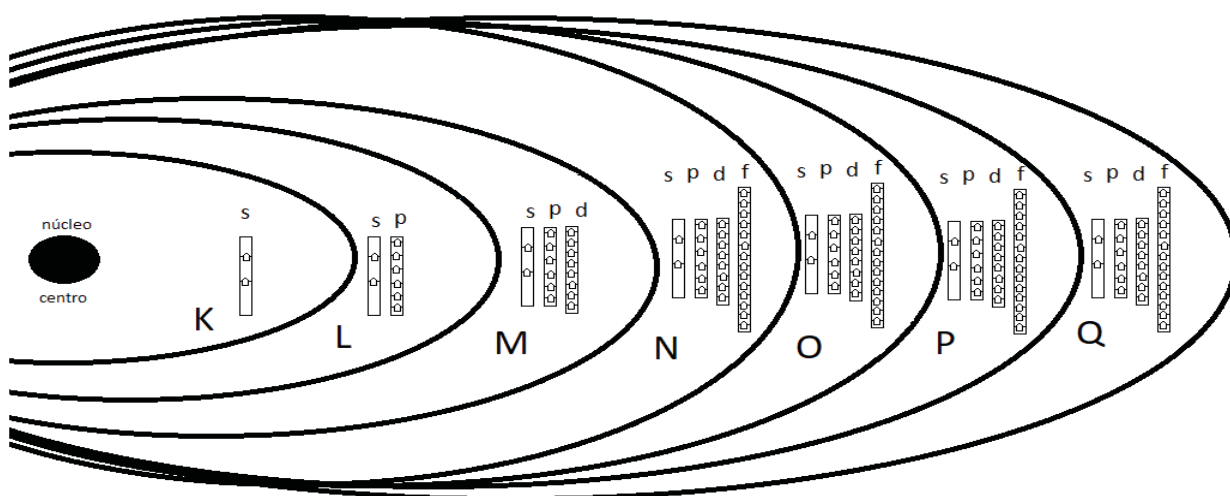 núcleo
centro
K
s
L
s p
M
s p d
N
s p d f
O
s p d f
P
s p d f
Q
s p d f